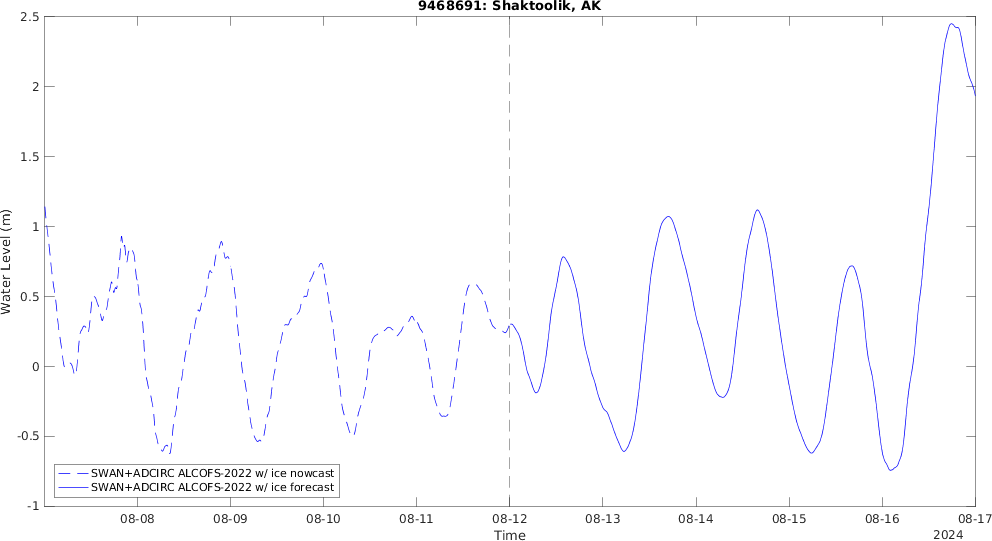 9468691: Shaktoolik, AK
Water Level (m)
2.5
2
1.5
1
0.5
0
-0.5
-1
SWAN+ADCIRC ALCOFS-2022 w/ ice nowcast
SWAN+ADCIRC ALCOFS-2022 w/ ice forecast
08-08 08-09 08-10 08-11 08-12 08-13 08-14 08-15 08-16 08-17
Time
2024